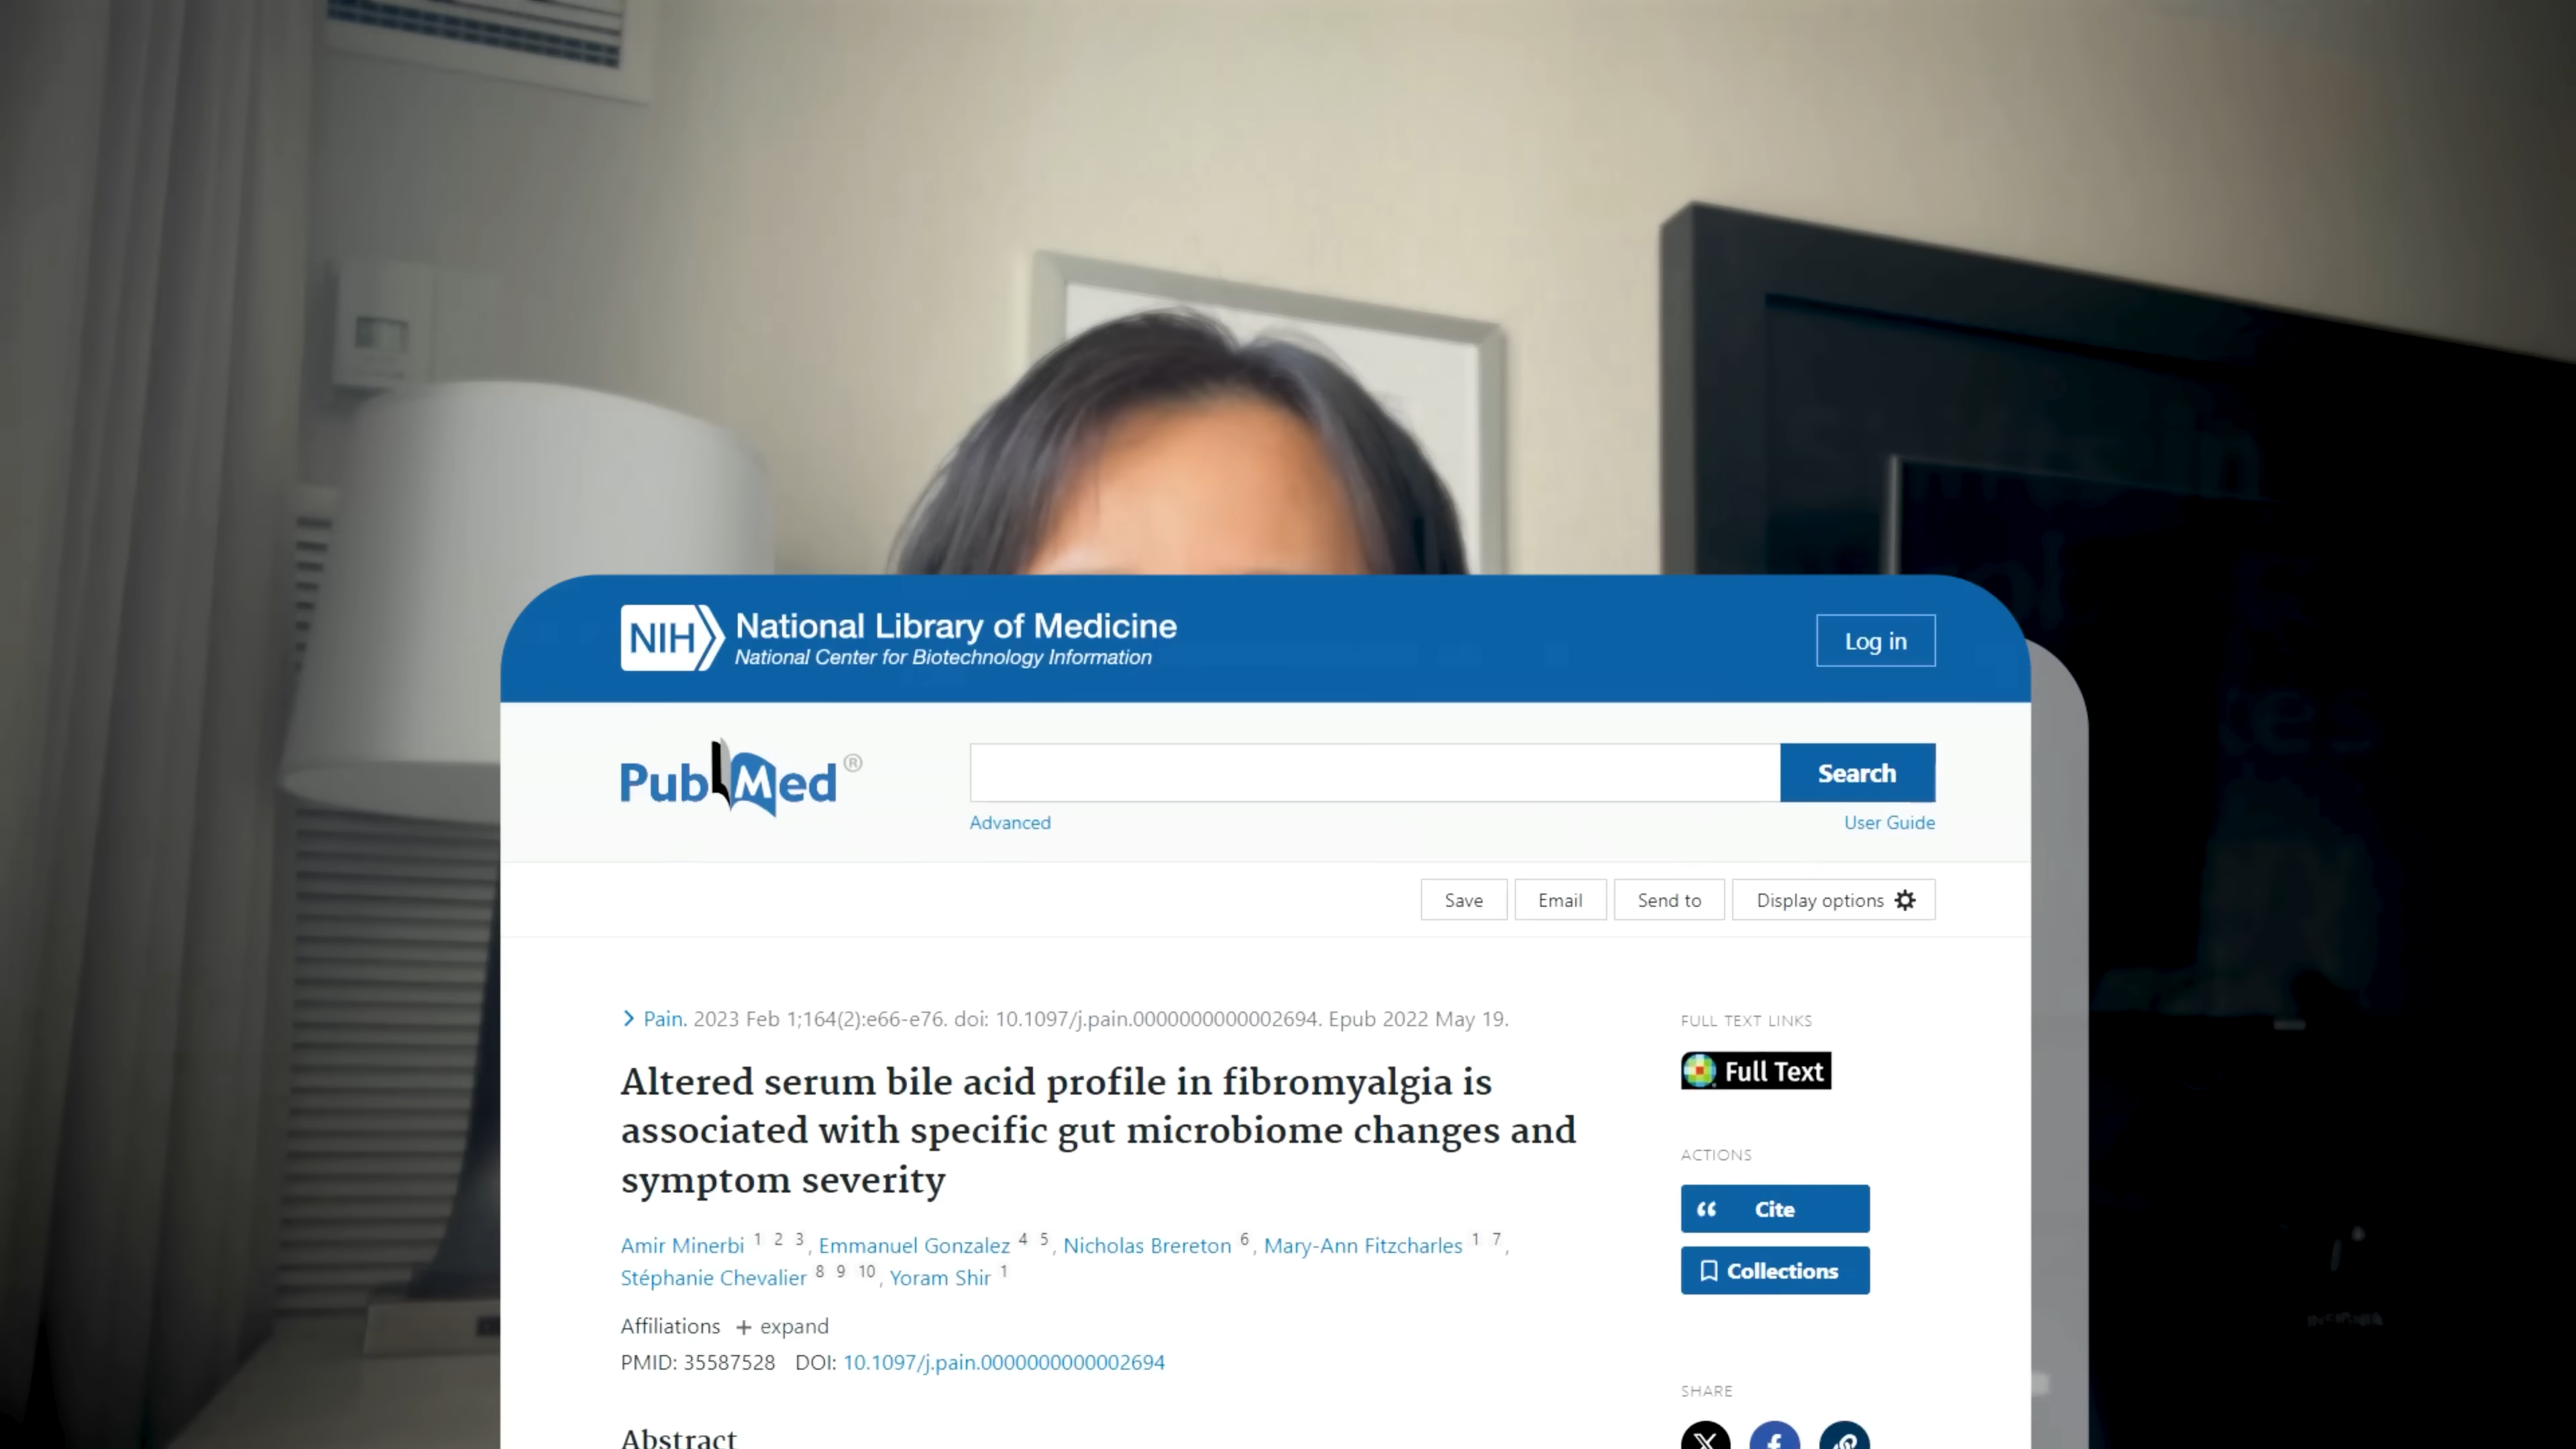 NIH National Library of Medicine
National Center for Biotechnology Information
Log in
PubMed®
Search
Advanced
User Guide
Save
Email
Send to
Display options
Pain. 2023 Feb 1;164(2):e66-e76. doi: 10.1097/j.pain.0000000000002694. Epub 2022 May 19.
Altered serum bile acid profile in fibromyalgia is
associated with specific gut microbiome changes and
symptom severity
Amir Minerbi 1 2 3, Emmanuel Gonzalez 4 5, Nicholas Brereton 6, Mary-Ann Fitzcharles 1 7,
Stéphanie Chevalier 8 9 10, Yoram Shir 1
Affiliations + expand
PMID: 35587528 DOI: 10.1097/j.pain.0000000000002694
Abstract
FULL TEXT LINKS
Full Text
ACTIONS
Cite
Collections
SHARE